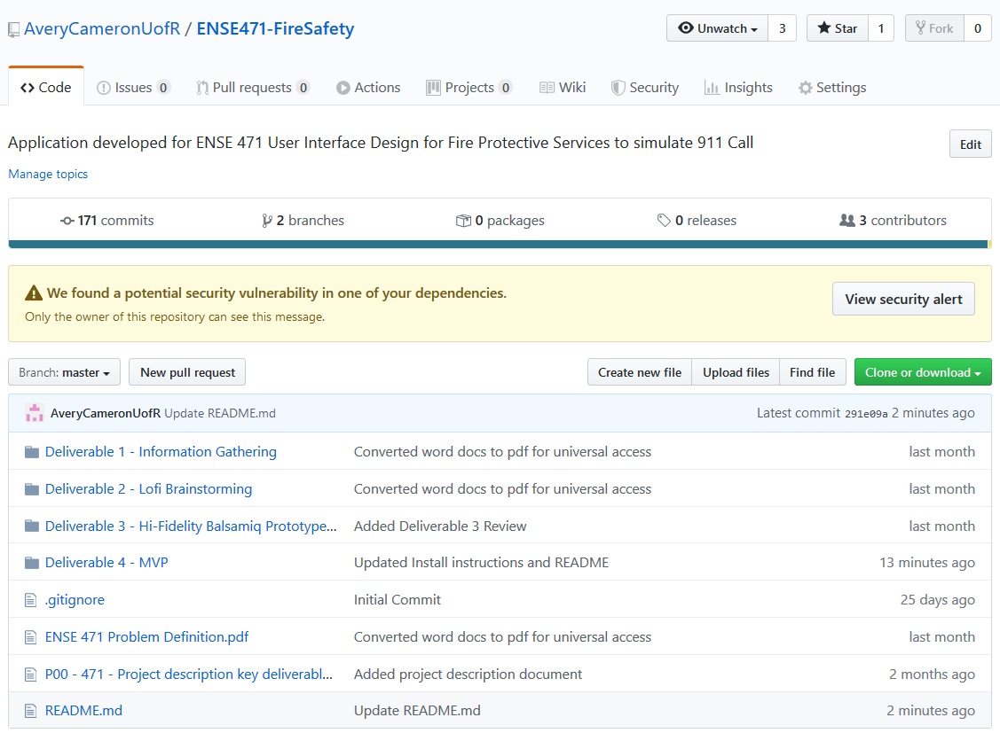 AveryCameronUofR / ENSE471-FireSafety
Unwatch 3 Star 1 Fork 0
Code Issues 0 Pull requests 0 Actions Projects 0 Wiki Security Insights Settings
Application developed for ENSE 471 User Interface Design for Fire Protective Services to simulate 911 Call Edit
Manage topics
171 commits 2 branches 0 packages 0 releases 3 contributors
We found a potential security vulnerability in one of your dependencies.
Only the owner of this repository can see this message.
View security alert
Branch: master New pull request Create new file Upload files Find file Clone or download
AveryCameronUofR Update README.md Latest commit 291e09a 2 minutes ago
Deliverable 1 - Information Gathering Converted word docs to pdf for universal access last month
Deliverable 2 - Lofi Brainstorming Converted word docs to pdf for universal access last month
Deliverable 3 - Hi-Fidelity Balsamiq Prototype... Added Deliverable 3 Review last month
Deliverable 4 - MVP Updated Install instructions and README 13 minutes ago
.gitignore Initial Commit 25 days ago
ENSE 471 Problem Definition.pdf Converted word docs to pdf for universal access last month
P00 - 471 - Project description key deliverabl... Added project description document 2 months ago
README.md Update README.md 2 minutes ago